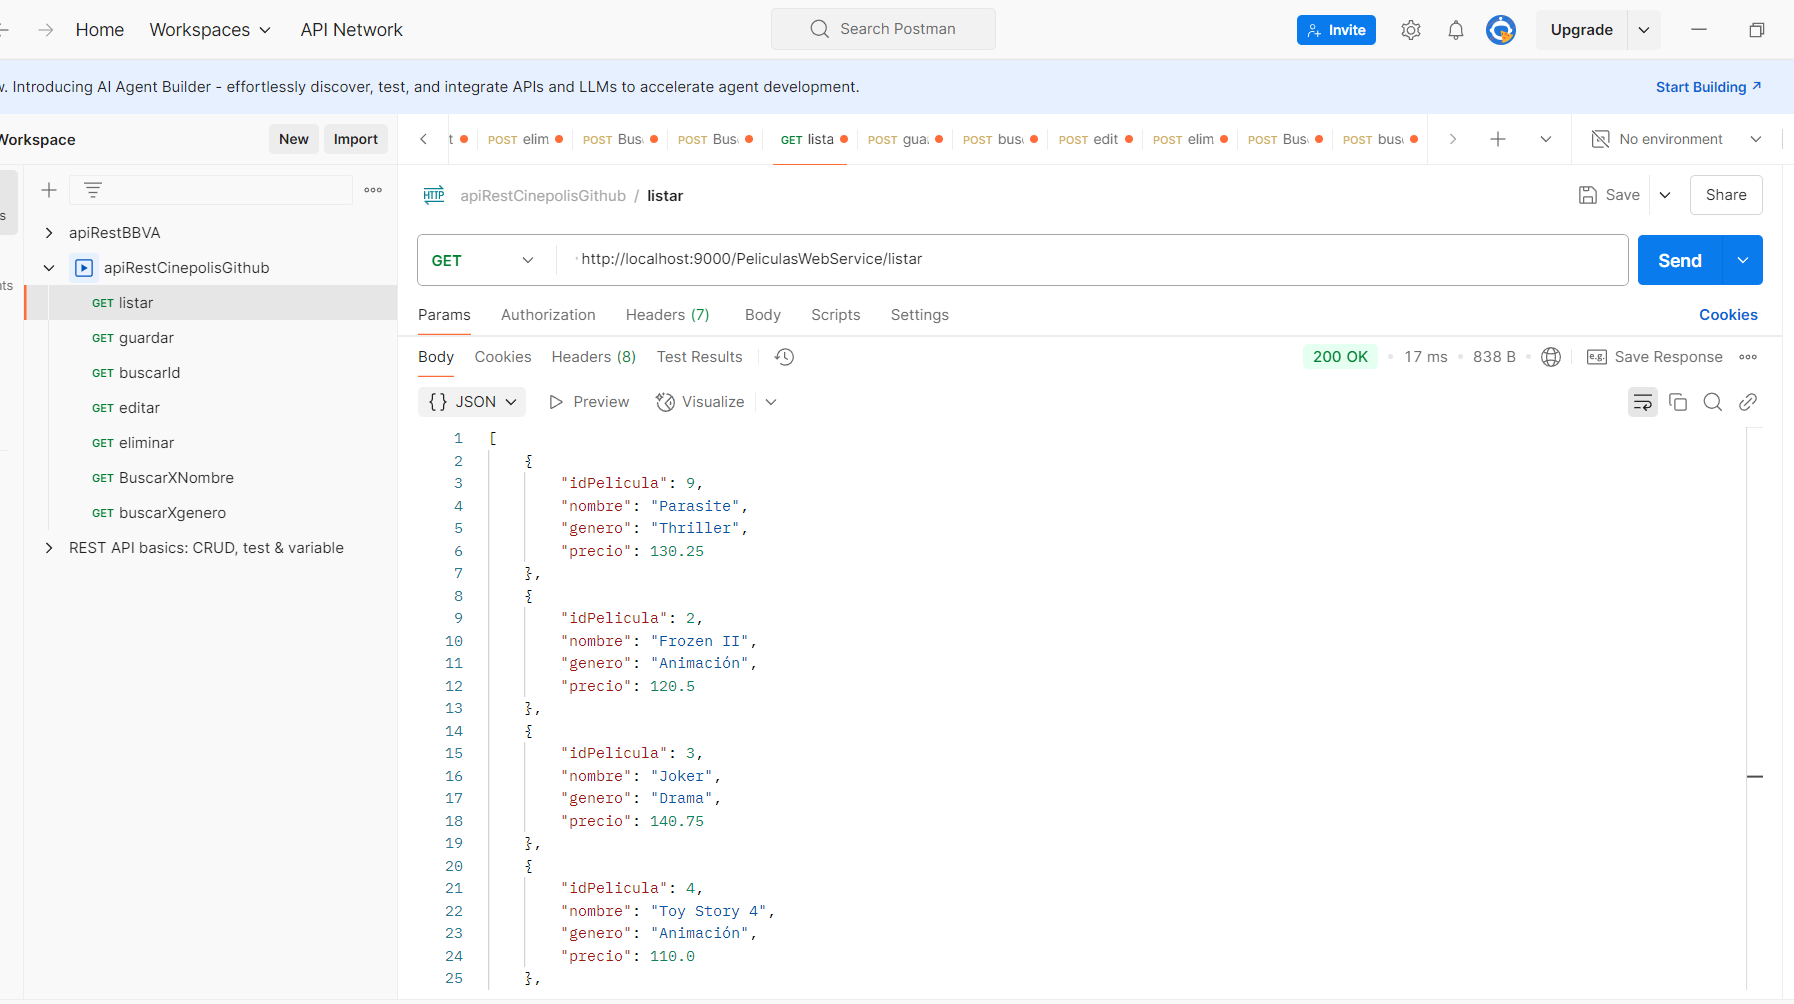 Home Workspaces API Network Search Postman Invite Upgrade
Introducing AI Agent Builder - effortlessly discover, test, and integrate APIs and LLMs to accelerate agent development. Start Building ↗
Workspace New Import
POST elim POST Bus POST Bus GET lista POST gua POST bus POST edit POST elim POST Bus POST bus No environment
HTTP apiRestCinepolisGithub / listar Save Share
apiRestBBVA
apiRestCinepolisGithub
GET listar
GET guardar
GET buscarId
GET editar
GET eliminar
GET BuscarXNombre
GET buscarXgenero
REST API basics: CRUD, test & variable
GET http://localhost:9000/PeliculasWebService/listar Send
Params Authorization Headers (7) Body Scripts Settings Cookies
Body Cookies Headers (8) Test Results 200 OK • 17 ms • 838 B • e.g. Save Response
{} JSON Preview Visualize
1 [
2 {
3 "idPelicula": 9,
4 "nombre": "Parasite",
5 "genero": "Thriller",
6 "precio": 130.25
7 },
8 {
9 "idPelicula": 2,
10 "nombre": "Frozen II",
11 "genero": "Animación",
12 "precio": 120.5
13 },
14 {
15 "idPelicula": 3,
16 "nombre": "Joker",
17 "genero": "Drama",
18 "precio": 140.75
19 },
20 {
21 "idPelicula": 4,
22 "nombre": "Toy Story 4",
23 "genero": "Animación",
24 "precio": 110.0
25 },